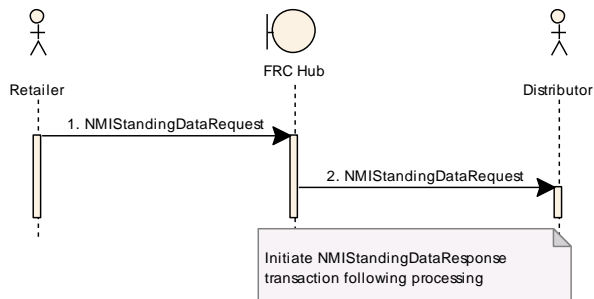 FRC Hub
Retailer
Distributor
1. NMIStandingDataRequest
2. NMIStandingDataRequest
Initiate NMIStandingDataResponse
transaction following processing